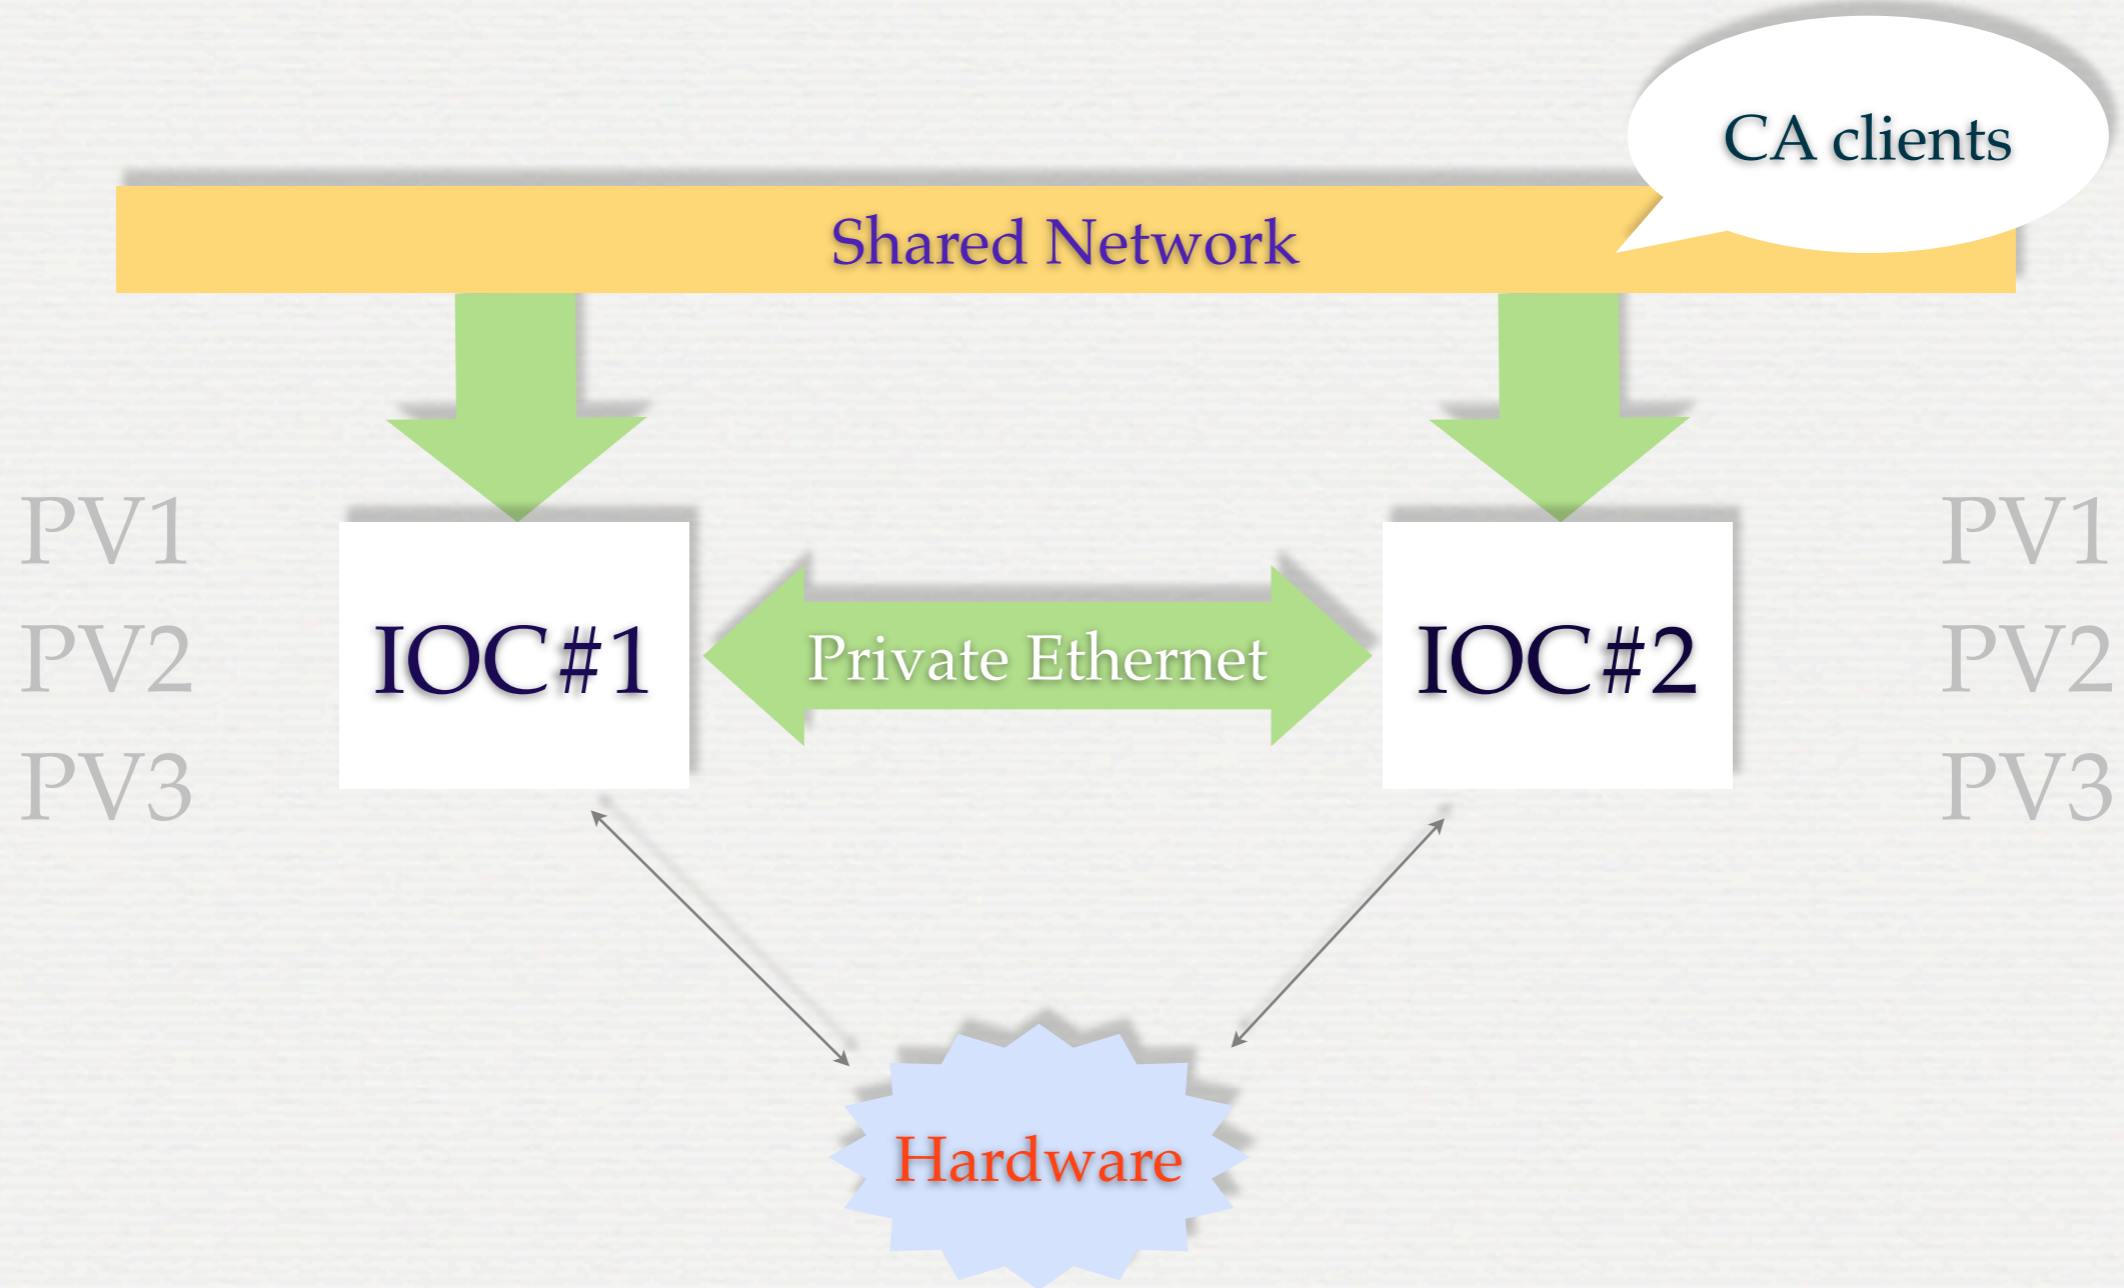 CA clients
Shared Network
PV1
PV2
PV3
IOC#1
Private Ethernet
IOC#2
PV1
PV2
PV3
Hardware